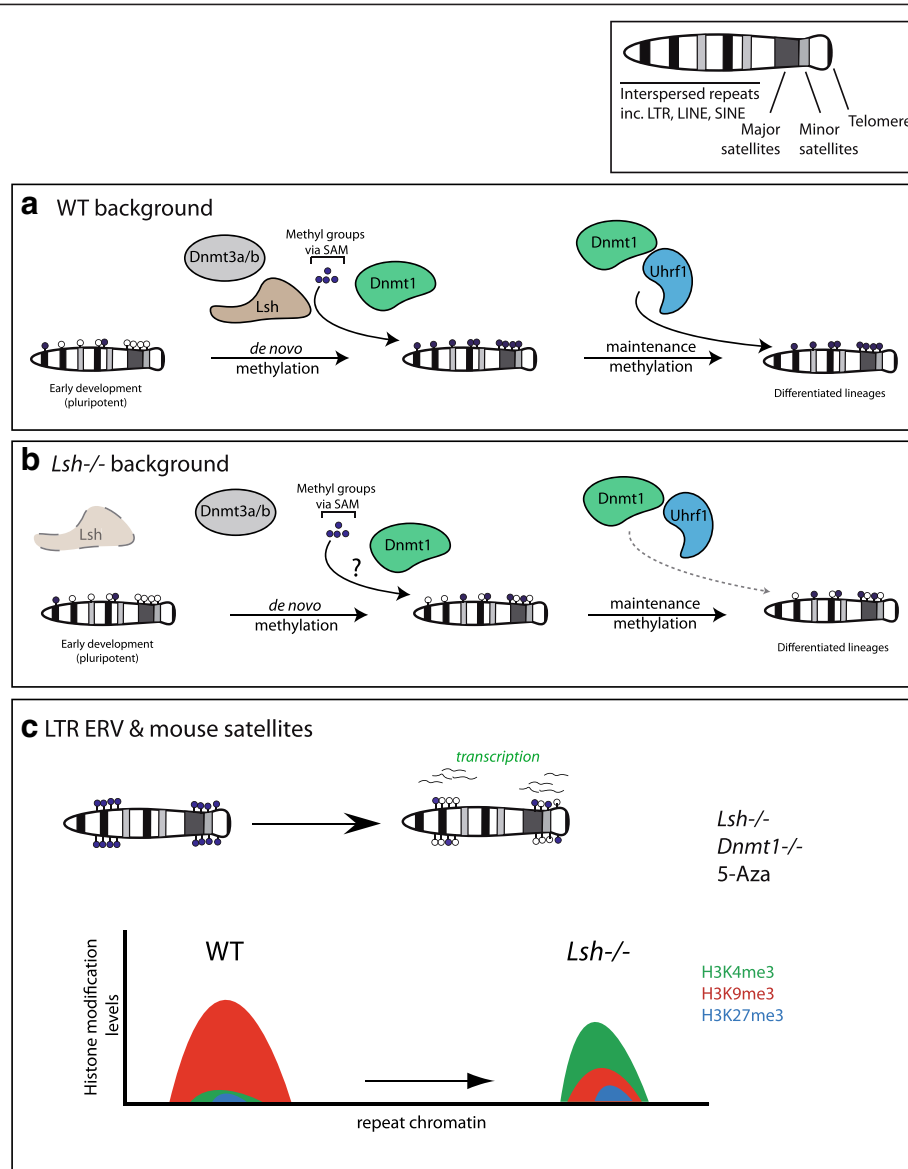 Interspersed repeats
inc. LTR, LINE, SINE
Major
satellites
Minor
satellites
Telomere
a WT background
Dnmt3a/b
Lsh
Methyl groups
via SAM
Dnmt1
Dnmt1
Uhrf1
de novo
methylation
maintenance
methylation
Early development
(pluripotent)
Differentiated lineages
b Lsh-/- background
Lsh
Dnmt3a/b
Methyl groups
via SAM
?
Dnmt1
Dnmt1
Uhrf1
de novo
methylation
maintenance
methylation
Early development
(pluripotent)
Differentiated lineages
c LTR ERV & mouse satellites
transcription
Lsh-/-
Dnmt1-/-
5-Aza
Histone modification
levels
WT
Lsh-/-
H3K4me3
H3K9me3
H3K27me3
repeat chromatin